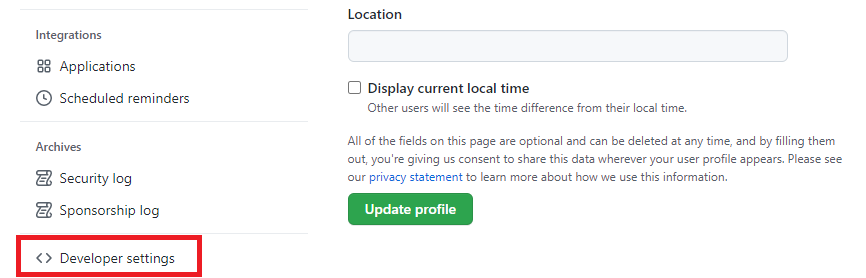 Integrations
Applications
Scheduled reminders
Archives
Security log
Sponsorship log
Developer settings
Location
Display current local time
Other users will see the time difference from their local time.
All of the fields on this page are optional and can be deleted at any time, and by filling them
out, you're giving us consent to share this data wherever your user profile appears. Please see
our privacy statement to learn more about how we use this information.
Update profile